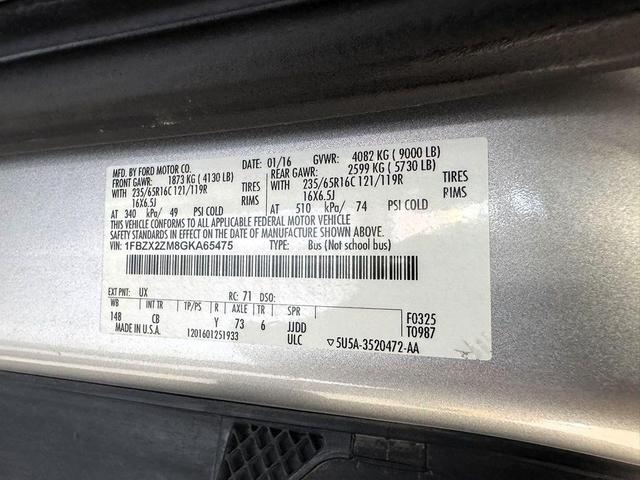 MFD. BY FORD MOTOR CO. DATE: 01/16 GVWR: 4082 KG ( 9000 LB)
FRONT GAWR: 1873 KG ( 4130 LB) REAR GAWR: 2599 KG ( 5730 LB)
WITH 235/65R16C 121/119R TIRES WITH 235/65R16C 121/119R TIRES
16X6.5J RIMS 16X6.5J RIMS
AT 340 kPa/ 49 PSI COLD AT 510 kPa/ 74 PSI COLD
THIS VEHICLE CONFORMS TO ALL APPLICABLE FEDERAL MOTOR VEHICLE
SAFETY STANDARDS IN EFFECT ON THE DATE OF MANUFACTURE SHOWN ABOVE.
VIN: 1FBZX2ZM8GKA65475 TYPE: Bus (Not school bus)
EXT PNT: UX RC: 71 DSO:
WB INT TR TP/PS R AXLE TR SPR
148 CB Y 73 6 JJDD F0325
MADE IN U.S.A. 1201601251933 ULC ▽5U5A-3520472-AA T0987